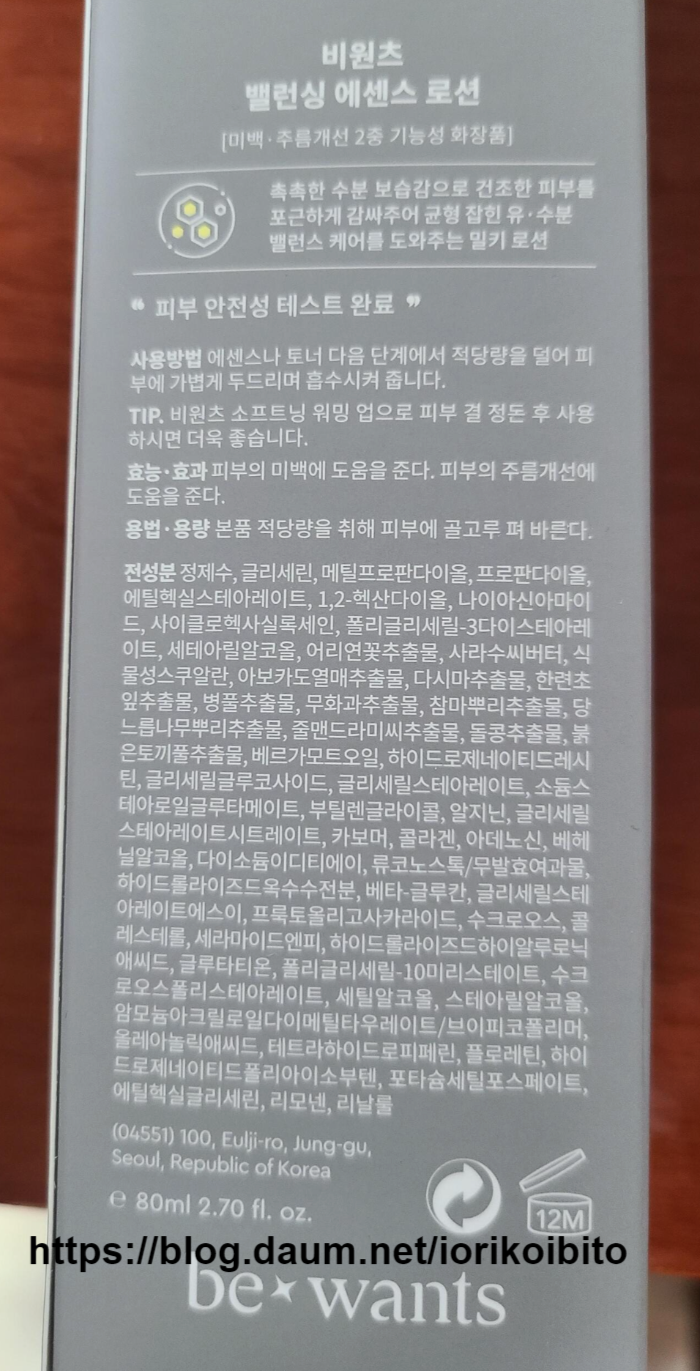 비원츠
밸런싱 에센스 로션
[미백·주름개선 2중 기능성 화장품]
촉촉한 수분 보습감으로 건조한 피부를
포근하게 감싸주어 균형 잡힌 유·수분
밸런스 케어를 도와주는 밀키 로션
❝ 피부 안전성 테스트 완료 ❞
사용방법 에센스나 토너 다음 단계에서 적당량을 덜어 피
부에 가볍게 두드리며 흡수시켜 줍니다.
TIP. 비원츠 소프트닝 워밍 업으로 피부 결 정돈 후 사용
하시면 더욱 좋습니다.
효능·효과 피부의 미백에 도움을 준다. 피부의 주름개선에
도움을 준다.
용법·용량 본품 적당량을 취해 피부에 골고루 펴 바른다.
전성분 정제수, 글리세린, 메틸프로판다이올, 프로판다이올,
에틸헥실스테아레이트, 1,2-헥산다이올, 나이아신아마이
드, 사이클로헥사실록세인, 폴리글리세릴-3다이스테아레
이트, 세테아릴알코올, 어리연꽃추출물, 사라수씨버터, 식
물성스쿠알란, 아보카도열매추출물, 다시마추출물, 한련초
잎추출물, 병풀추출물, 무화과추출물, 참마뿌리추출물, 당
느릅나무뿌리추출물, 줄맨드라미씨추출물, 돌콩추출물, 붉
은토끼풀추출물, 베르가모트오일, 하이드로제네이티드레시
틴, 글리세릴글루코사이드, 글리세릴스테아레이트, 소듐스
테아로일글루타메이트, 부틸렌글라이콜, 알지닌, 글리세릴
스테아레이트시트레이트, 카보머, 콜라겐, 아데노신, 베헤
닐알코올, 다이소듐이디티에이, 류코노스톡/무발효여과물,
하이드롤라이즈드옥수수전분, 베타-글루칸, 글리세릴스테
아레이트에스이, 프룩토올리고사카라이드, 수크로오스, 콜
레스테롤, 세라마이드엔피, 하이드롤라이즈드하이알루로닉
애씨드, 글루타티온, 폴리글리세릴-10미리스테이트, 수크
로오스폴리스테아레이트, 세틸알코올, 스테아릴알코올,
암모늄아크릴로일다이메틸타우레이트/브이피코폴리머,
올레아놀릭애씨드, 테트라하이드로피페린, 플로레틴, 하이
드로제네이티드폴리아이소부텐, 포타슘세틸포스페이트,
에틸헥실글리세린, 리모넨, 리날룰
(04551) 100, Eulji-ro, Jung-gu,
Seoul, Republic of Korea
℮ 80ml 2.70 fl. oz.
12M
https://blog.daum.net/iorikoibito
be wants